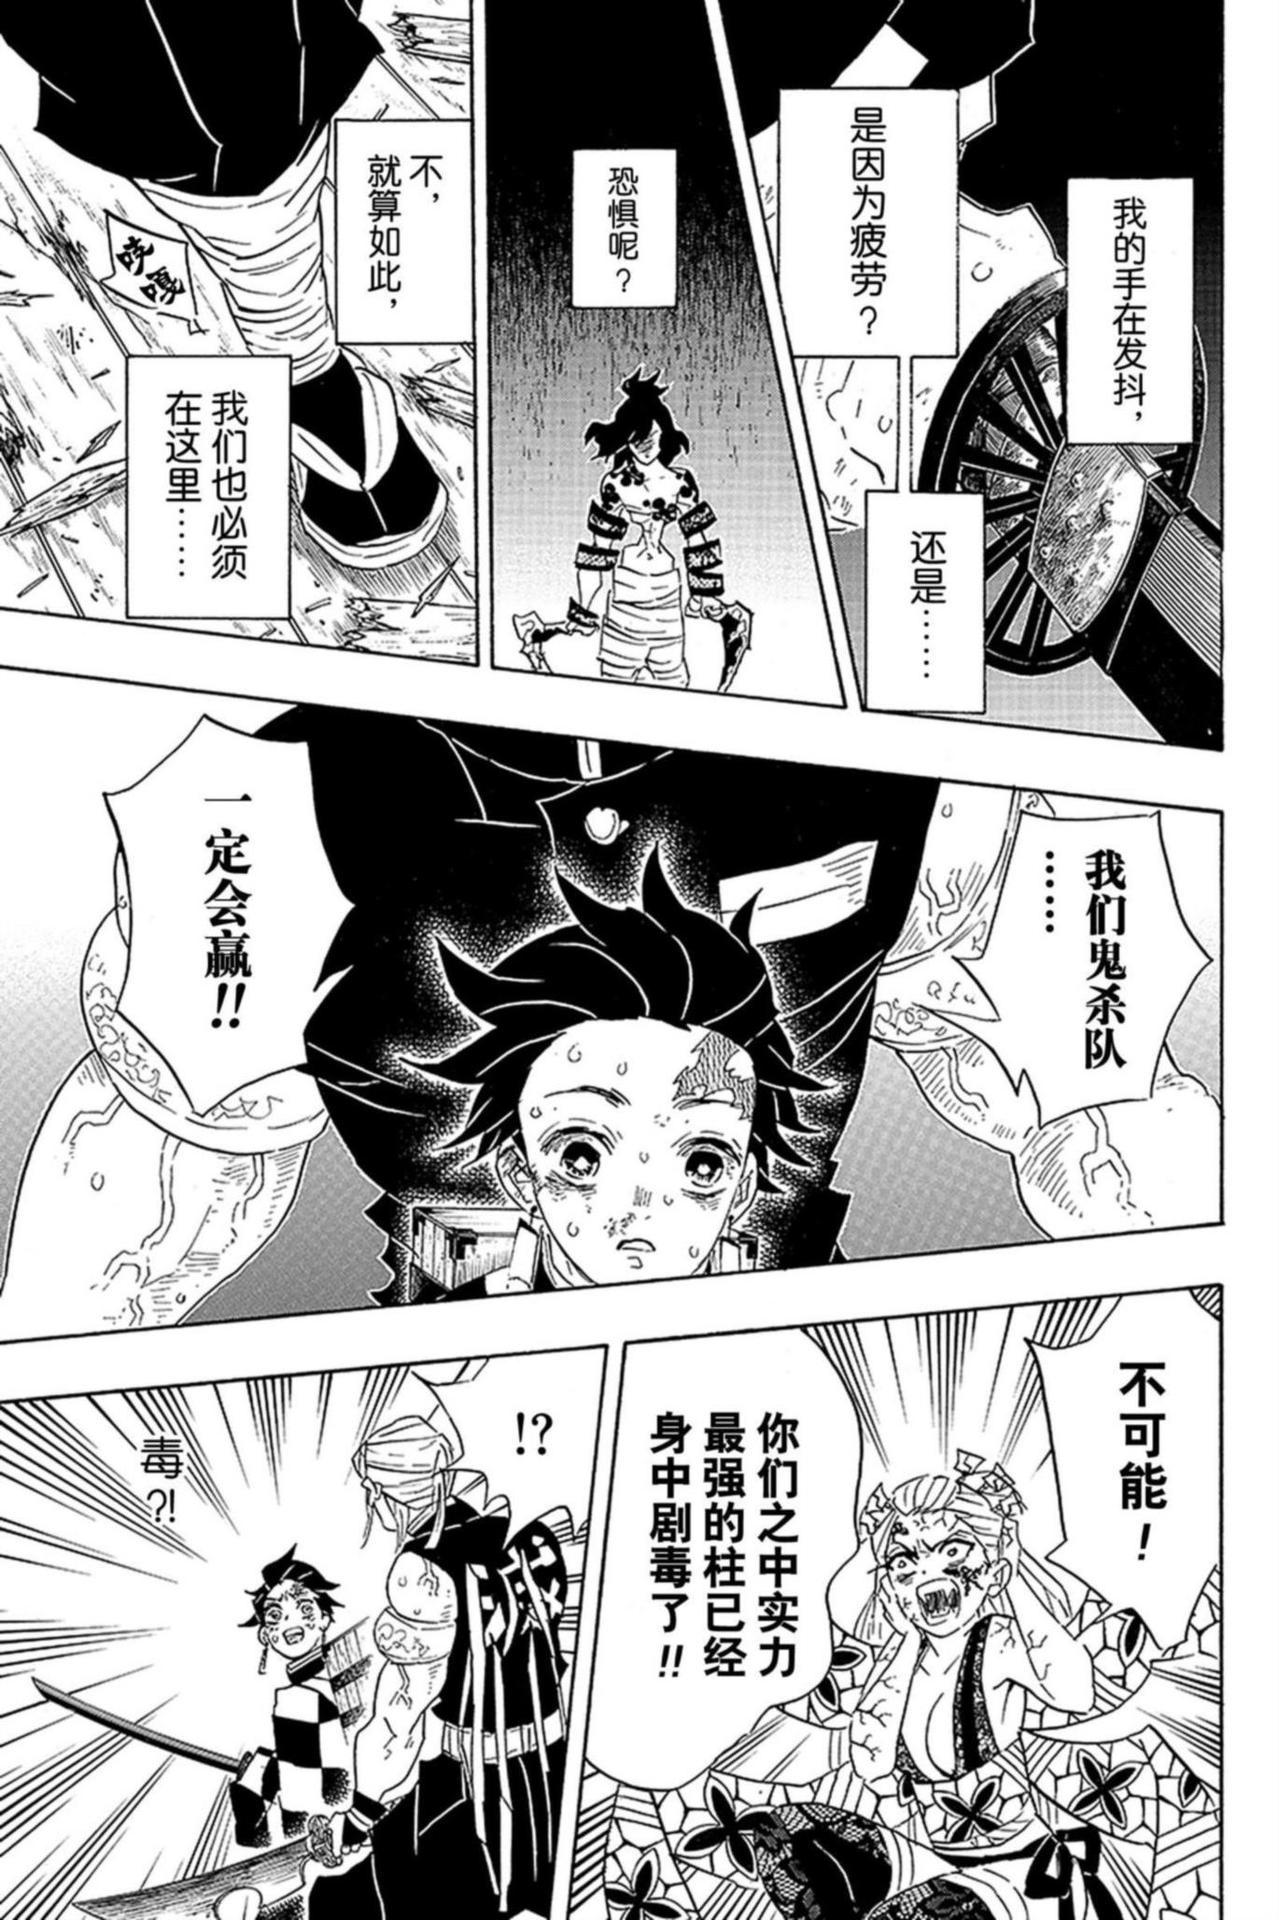 我的手在发抖，
是因为疲劳？
还是……
恐惧呢？
不，
就算如此，
我们也必须
在这里……
咚嘎
我们鬼杀队
……
一定会赢!!
不可能！
你们之中实力
最强的柱已经
身中剧毒了!!
!?
毒?!